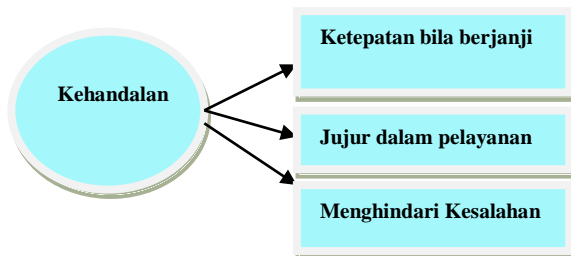 Kehandalan
Ketepatan bila berjanji
Jujur dalam pelayanan
Menghindari Kesalahan